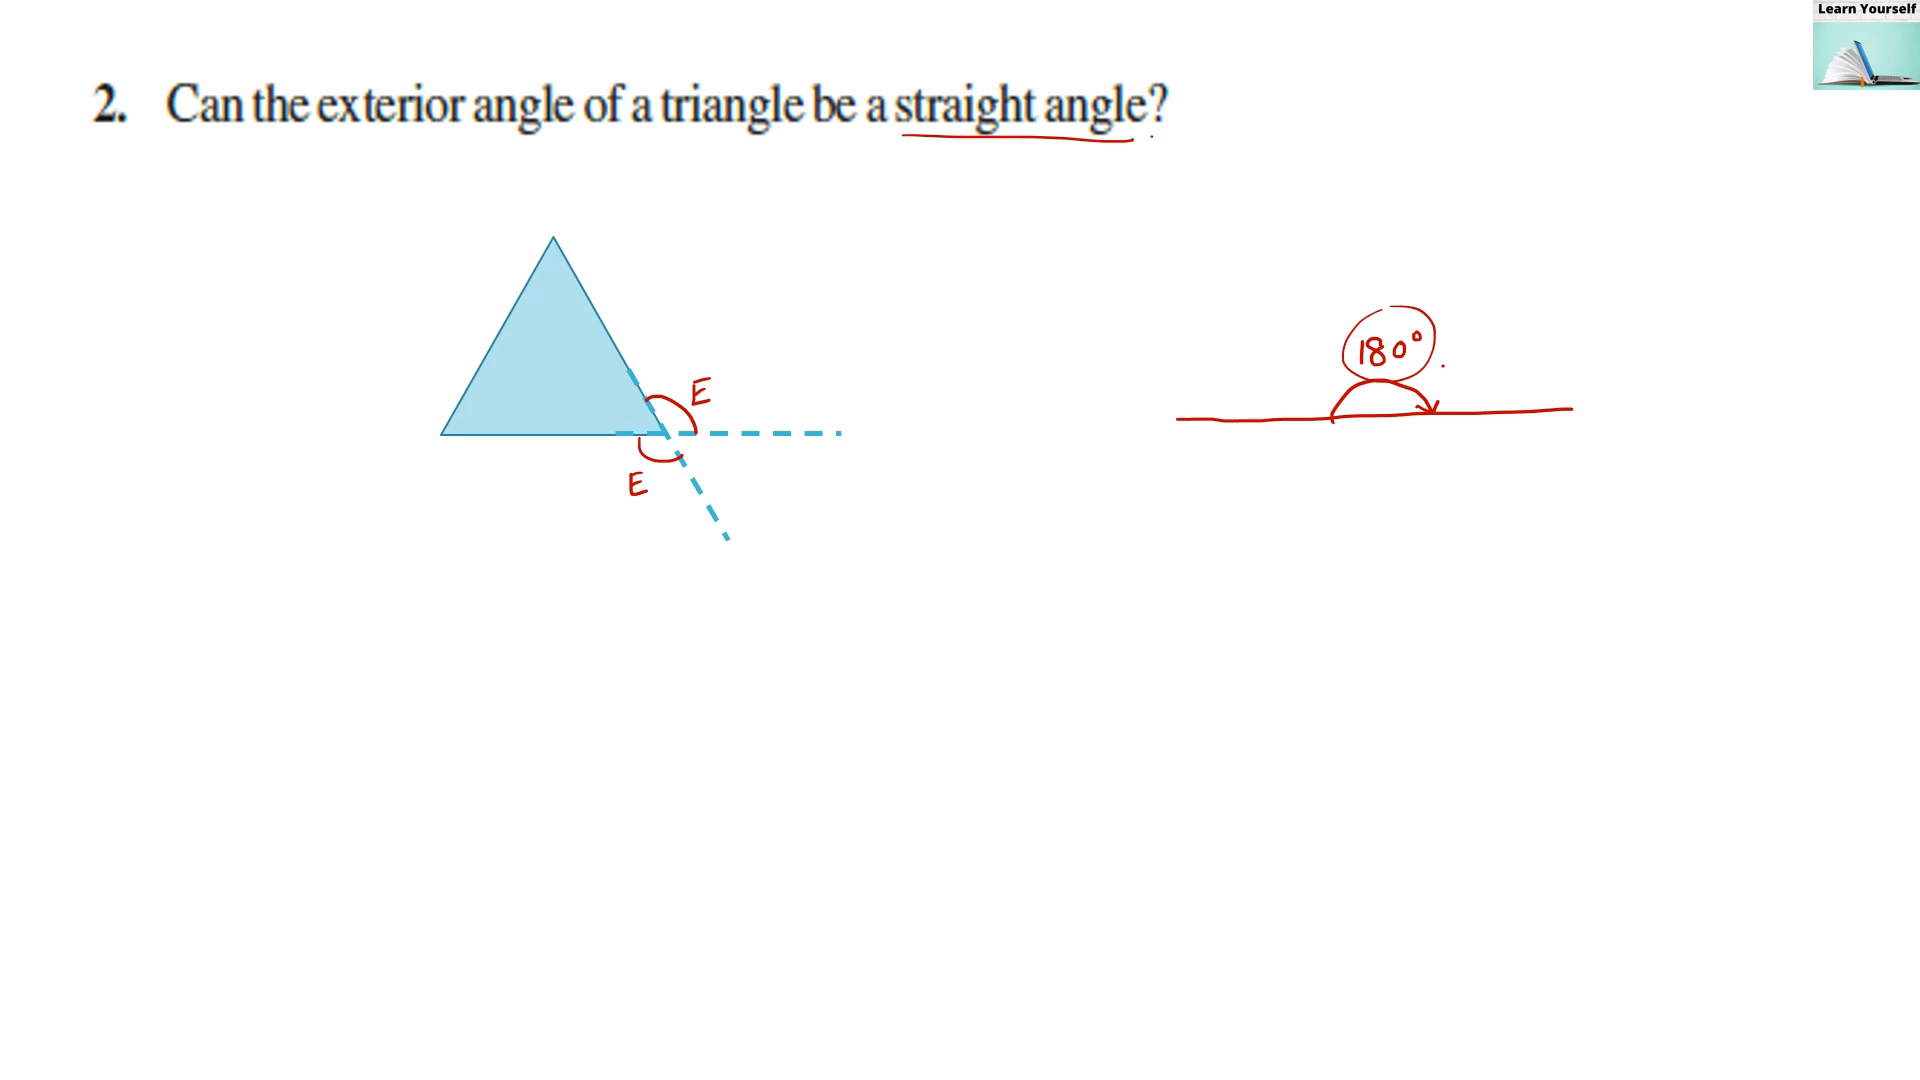 Learn Yourself
2. Can the exterior angle of a triangle be a straight angle?
180°
E
E